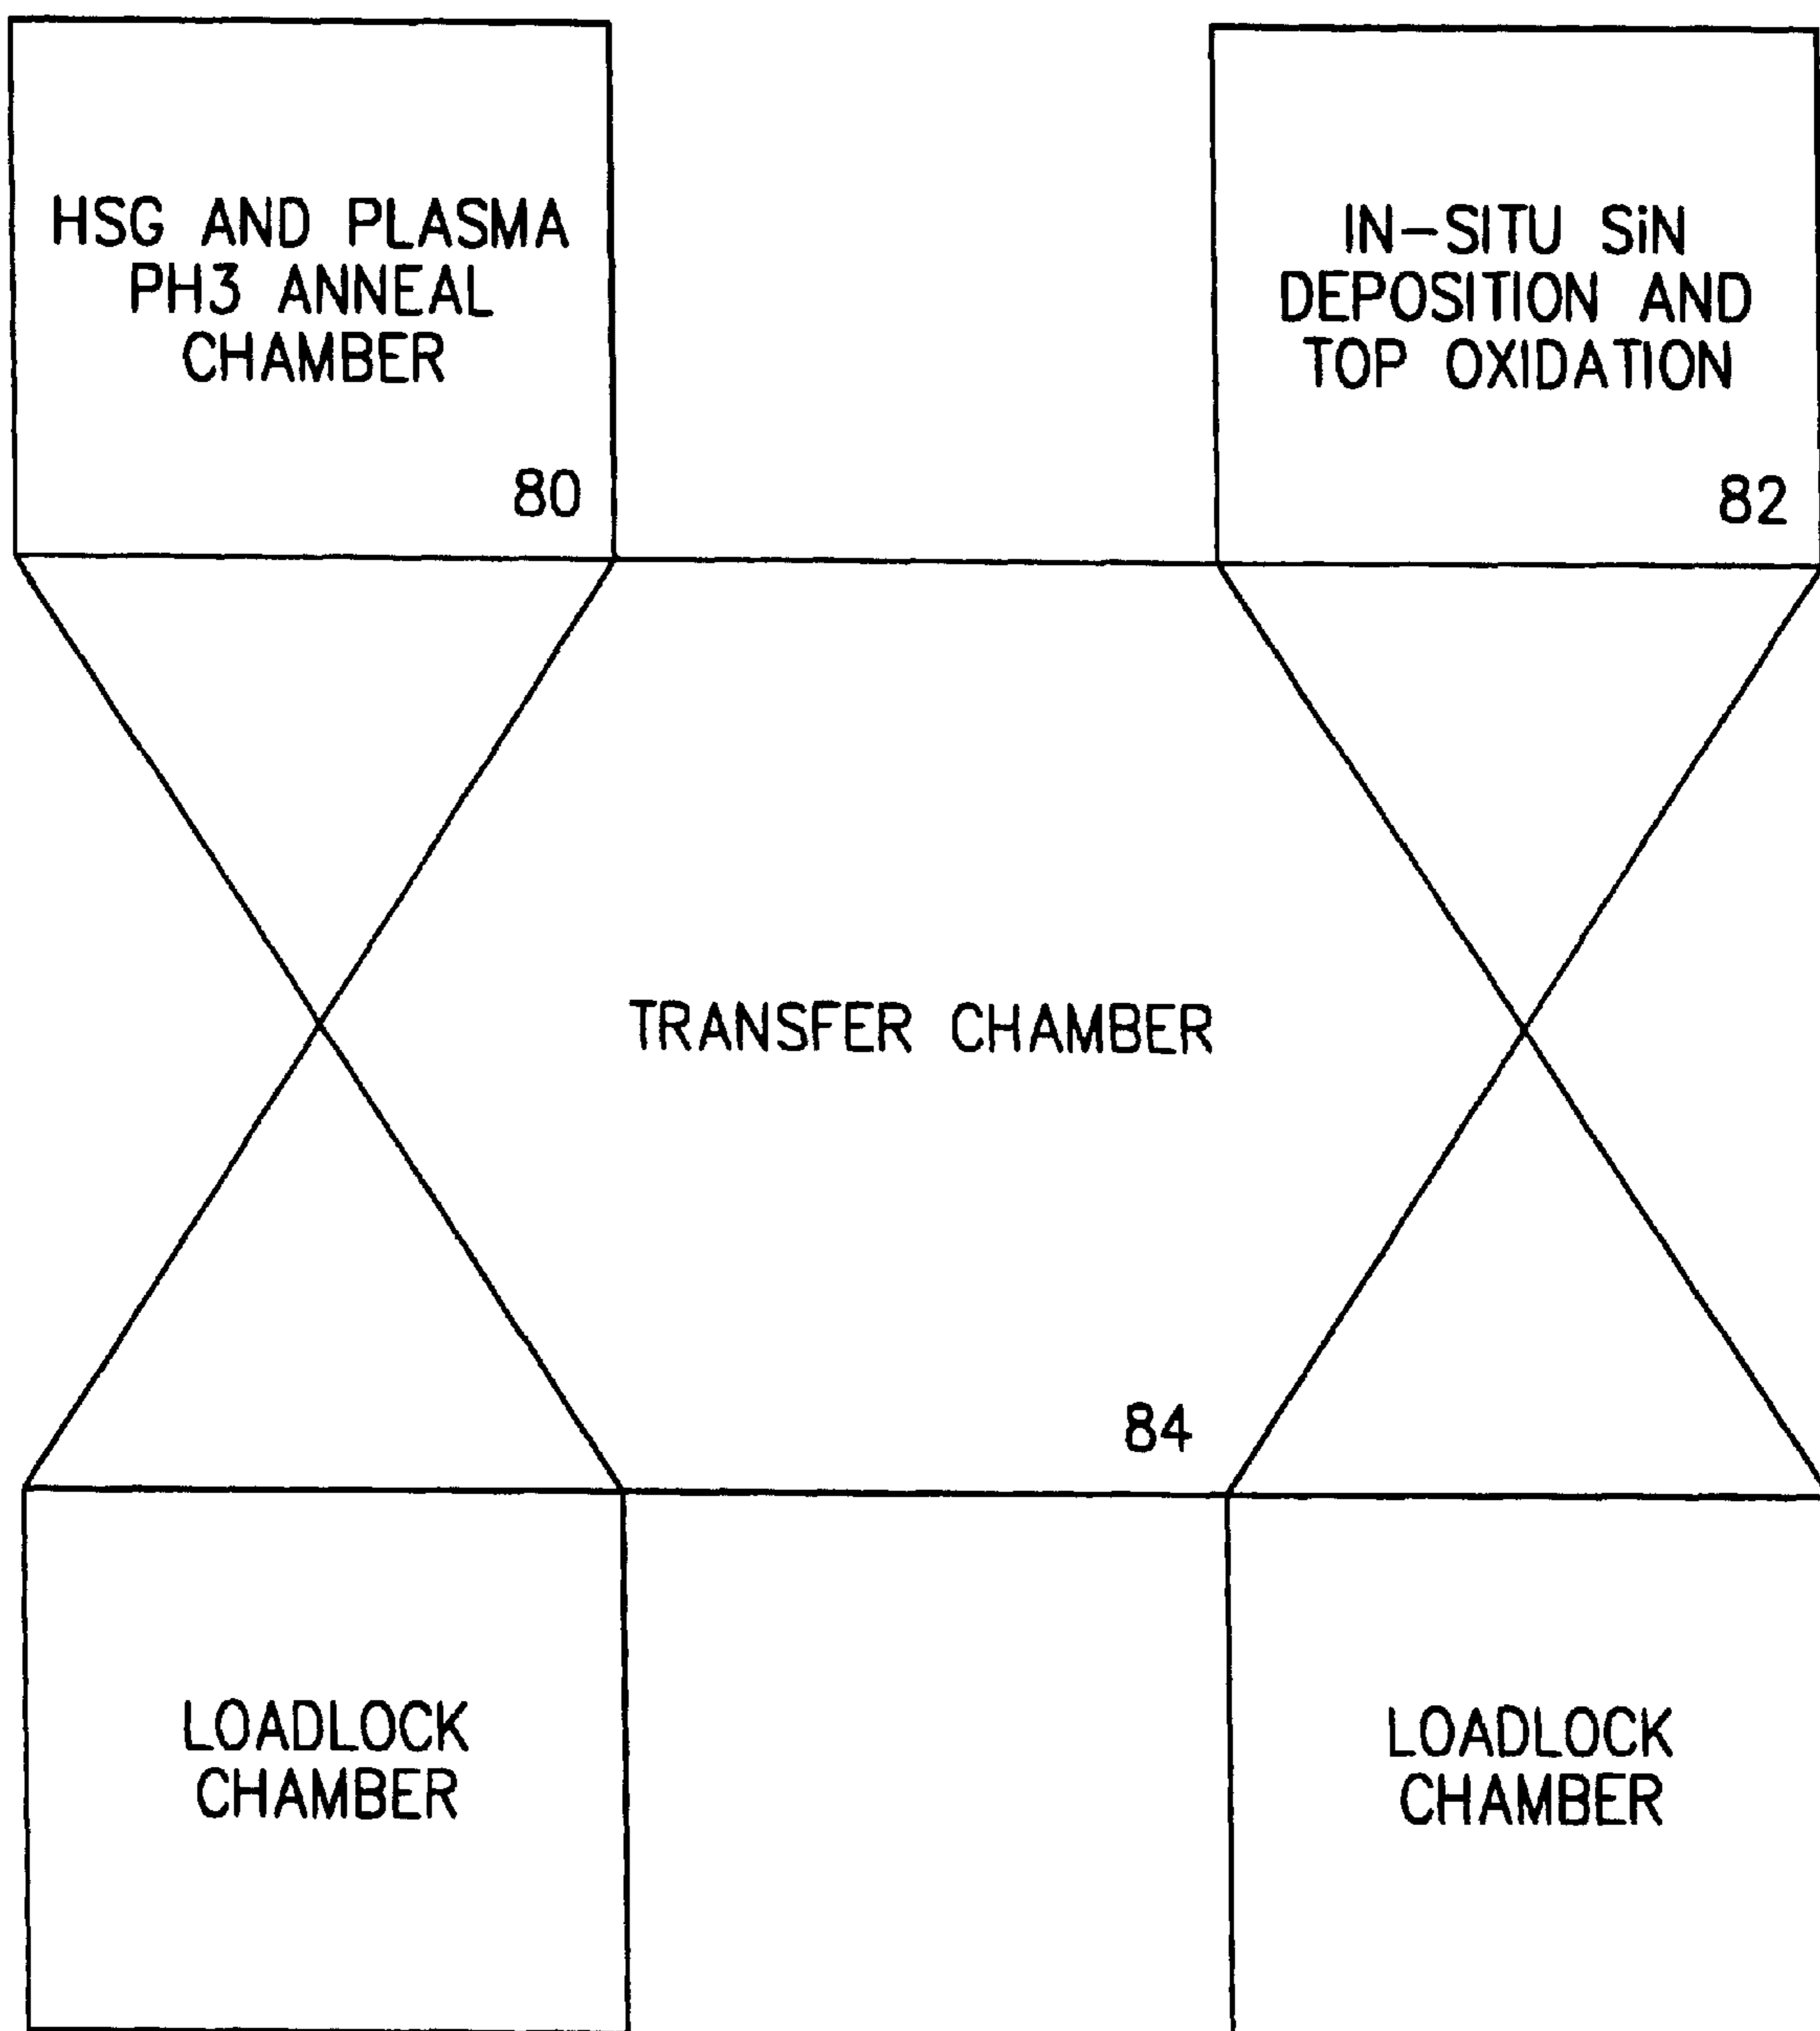 HSG AND PLASMA
PH3 ANNEAL
CHAMBER
80
IN-SITU SiN
DEPOSITION AND
TOP OXIDATION
82
TRANSFER CHAMBER
84
LOADLOCK
CHAMBER
LOADLOCK
CHAMBER